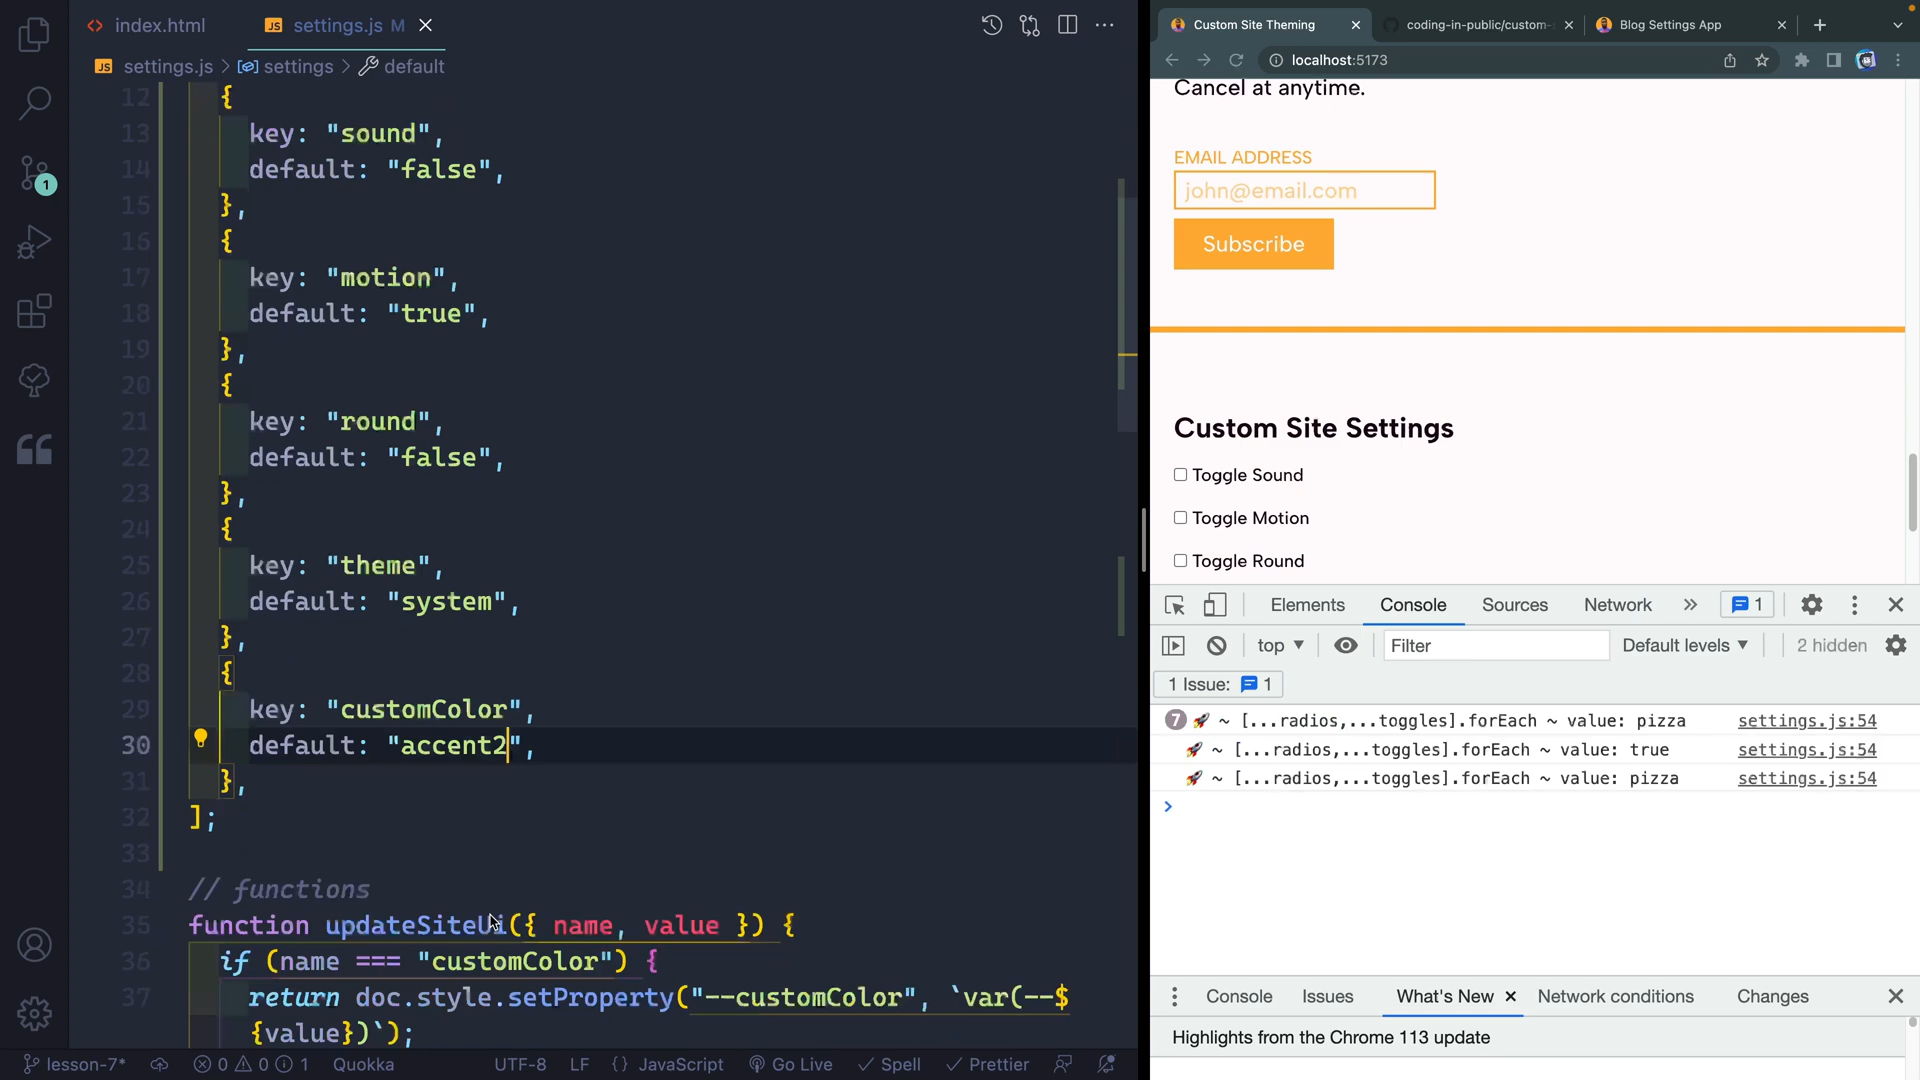 index.html
settings.js M
settings.js > settings > default
12 {
13 key: "sound",
14 default: "false",
15 },
16 {
17 key: "motion",
18 default: "true",
19 },
20 {
21 key: "round",
22 default: "false",
23 },
24 {
25 key: "theme",
26 default: "system",
27 },
28 {
29 key: "customColor",
30 default: "accent2",
31 },
32 ];
33
34 // functions
35 function updateSiteUi({ name, value }) {
36 if (name === "customColor") {
37 return doc.style.setProperty("--customColor", `var(--$
{value})`);
1
lesson-7* 0 0 1 Quokka UTF-8 LF {} JavaScript Go Live Spell Prettier
Custom Site Theming
coding-in-public/custom-
Blog Settings App
localhost:5173
Cancel at anytime.
EMAIL ADDRESS
john@email.com
Subscribe
Custom Site Settings
Toggle Sound
Toggle Motion
Toggle Round
Elements Console Sources Network 1
top Filter Default levels 2 hidden
1 Issue: 1
7 🚀 ~ [...radios,...toggles].forEach ~ value: pizza settings.js:54
🚀 ~ [...radios,...toggles].forEach ~ value: true settings.js:54
🚀 ~ [...radios,...toggles].forEach ~ value: pizza settings.js:54
Console Issues What's New Network conditions Changes
Highlights from the Chrome 113 update